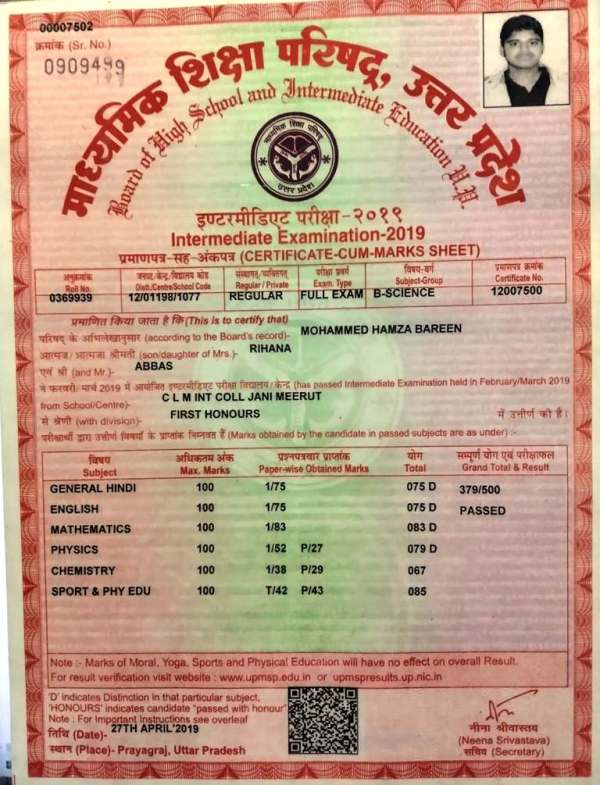 00007502
क्रमांक (Sr. No.)
माध्यमिक शिक्षा परिषद्, उत्तर प्रदेश
Board of High School and Intermediate Education U.P.
माध्यमिक शिक्षा परिषद्
उत्तर प्रदेश
इण्टरमीडिएट परीक्षा-२०१९
Intermediate Examination-2019
प्रमाणपत्र-सह-अंकपत्र (CERTIFICATE-CUM-MARKS SHEET)
अनुक्रमांक जनपद/केन्द्र/विद्यालय कोड संस्थागत/व्यक्तिगत परीक्षा प्रकार विषय-वर्ग प्रमाणपत्र क्रमांक
Roll No. Distt./Centre/School Code Regular / Private Exam. Type Subject-Group Certificate No.
0369939 12/01198/1077 REGULAR FULL EXAM B-SCIENCE 12007500
प्रमाणित किया जाता है कि(This is to certify that)
परिषद् के अभिलेखानुसार (according to the Board's record)- MOHAMMED HAMZA BAREEN
आत्मज/ आत्मजा श्रीमती (son/daughter of Mrs.)- RIHANA
एवं श्री (and Mr.)- ABBAS
ने फरवरी/ मार्च 2019 में आयोजित इण्टरमीडिएट परीक्षा विद्यालय/ केन्द्र (has passed Intermediate Examination held in February/March 2019
from School/Centre)- C L M INT COLL JANI MEERUT
से श्रेणी (with division)- FIRST HONOURS में उत्तीर्ण की है।
परीक्षार्थी द्वारा उत्तीर्ण विषयों के प्राप्तांक निम्नवत हैं (Marks obtained by the candidate in passed subjects are as under) :-
विषय अधिकतम अंक प्रश्नपत्रवार प्राप्तांक योग सम्पूर्ण योग एवं परीक्षाफल
Subject Max. Marks Paper-wise Obtained Marks Total Grand Total & Result
GENERAL HINDI 100 1/75 075 D 379/500
ENGLISH 100 1/75 075 D PASSED
MATHEMATICS 100 1/83 083 D
PHYSICS 100 1/52 P/27 079 D
CHEMISTRY 100 1/38 P/29 067
SPORT & PHY EDU 100 T/42 P/43 085
Note :- Marks of Moral, Yoga, Sports and Physical Education will have no effect on overall Result.
For result verification visit website : www.upmsp.edu.in or upmspresults.up.nic.in
'D' indicates Distinction in that particular subject,
'HONOURS' indicates candidate "passed with honour"
Note : For Important Instructions see overleaf
तिथि (Date)- 27TH APRIL'2019
स्थान (Place)- Prayagraj, Uttar Pradesh
नीना श्रीवास्तव
(Neena Srivastava)
सचिव (Secretary)